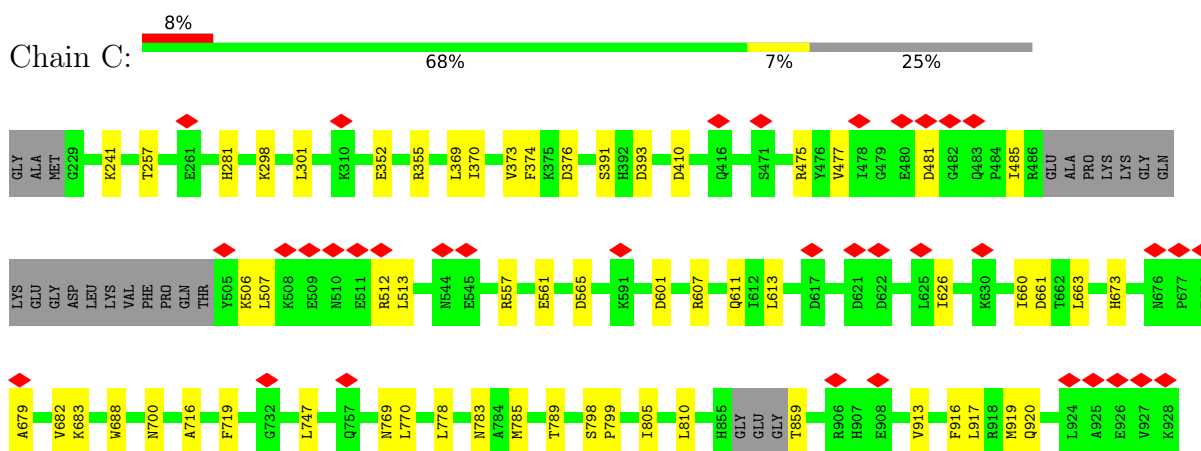 8%
Chain C:
68% 7% 25%
GLY ALA MET G229 K241 T257 E261 H281 K298 L301 K310 E352 R355 L369 I370 V373 F374 K375 D376 S391 H392 D393 D410 Q416 S471 R475 Y476 V477 I478 G479 E480 D481 G482 Q483 P484 I485 R486 GLU ALA PRO LYS LYS GLY GLN
LYS GLU GLY ASP LEU LYS VAL PHE PRO GLN THR Y505 K506 L507 K508 E509 N510 E511 R512 L513 N544 E545 R557 E561 D565 K591 D601 R607 Q611 I612 L613 D617 D621 D622 L625 I626 K630 I660 D661 T662 L663 H673 N676 P677
A679 V682 K683 W688 N700 A716 F719 G732 L747 Q757 N769 L770 L778 N783 A784 M785 T789 S798 P799 I805 L810 H855 GLY GLU GLY T859 R906 H907 E908 V913 F916 L917 R918 M919 Q920 L924 A925 E926 V927 K928